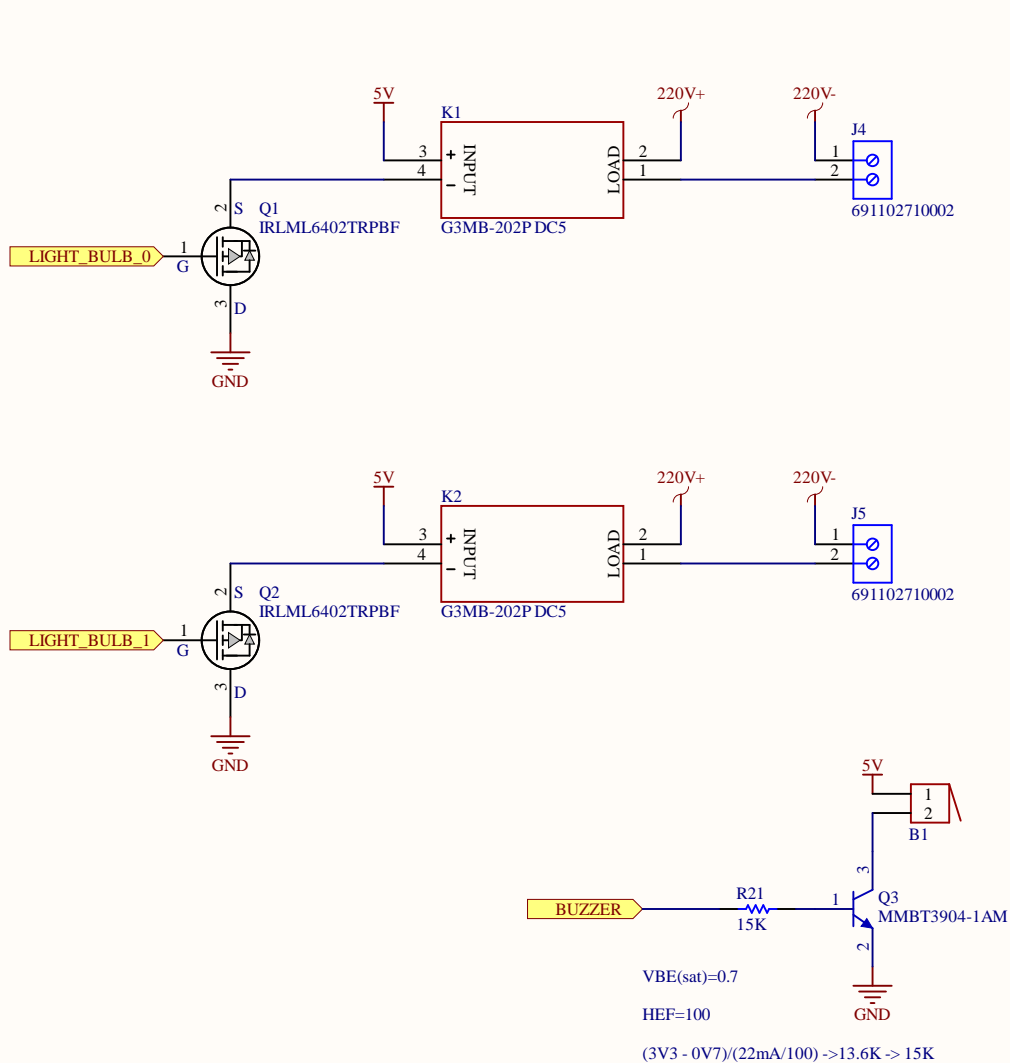 5V
220V+
220V-
K1
J4
3
+
INPUT
LOAD
2
1
4
-
1
2
691102710002
G3MB-202P DC5
2
S
Q1
IRLML6402TRPBF
LIGHT_BULB_0
1
G
3
D
GND
5V
220V+
220V-
K2
J5
3
+
INPUT
LOAD
2
1
4
-
1
2
691102710002
G3MB-202P DC5
2
S
Q2
IRLML6402TRPBF
LIGHT_BULB_1
1
G
3
D
GND
5V
1
2
B1
3
R21
Q3
BUZZER
1
MMBT3904-1AM
15K
2
VBE(sat)=0.7
GND
HEF=100
(3V3 - 0V7)/(22mA/100) ->13.6K -> 15K